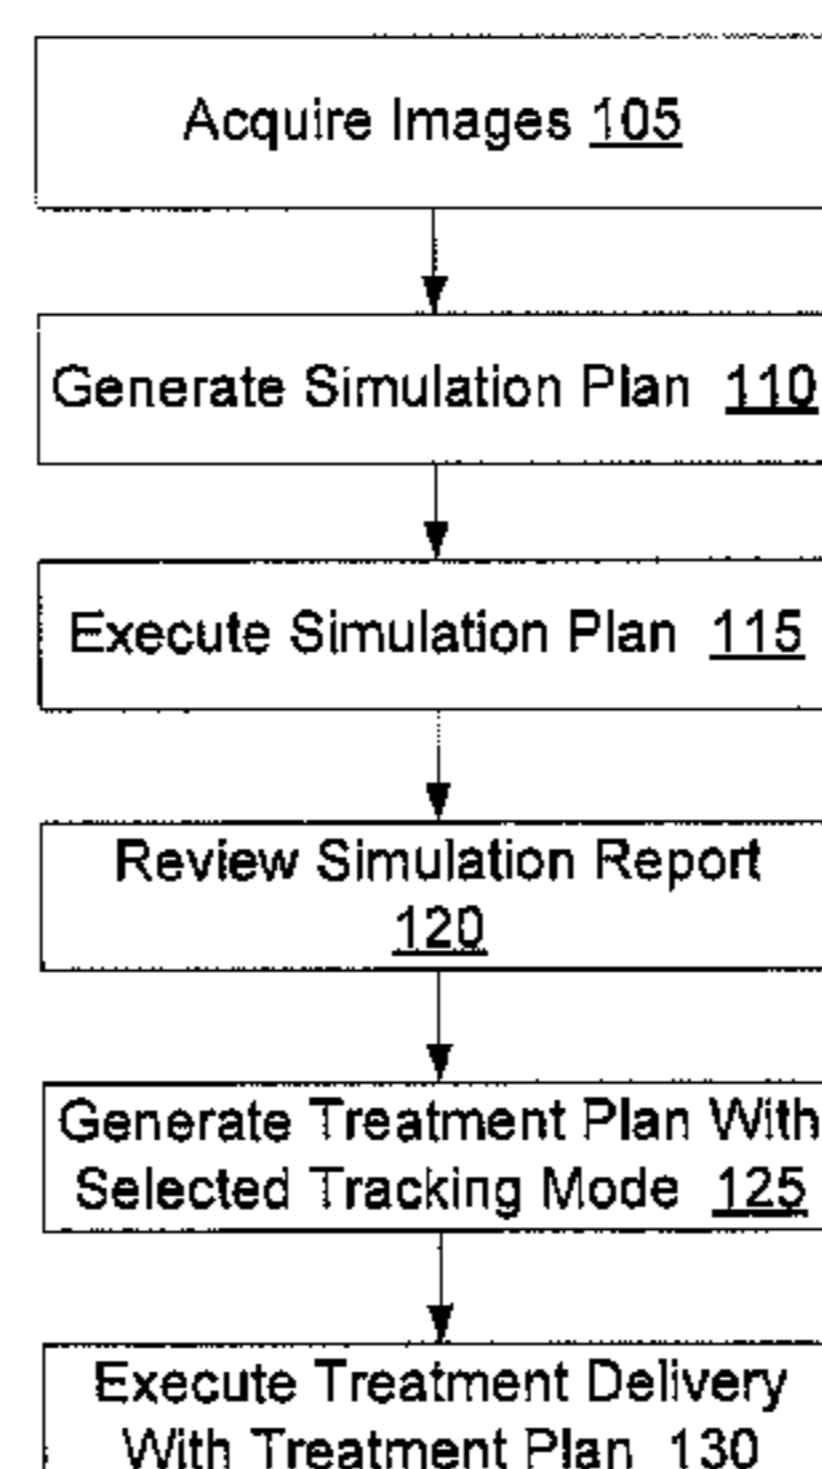 Acquire Images 105
Generate Simulation Plan 110
Execute Simulation Plan 115
Review Simulation Report
120
Generate Treatment Plan With
Selected Tracking Mode 125
Execute Treatment Delivery
With Treatment Plan 130